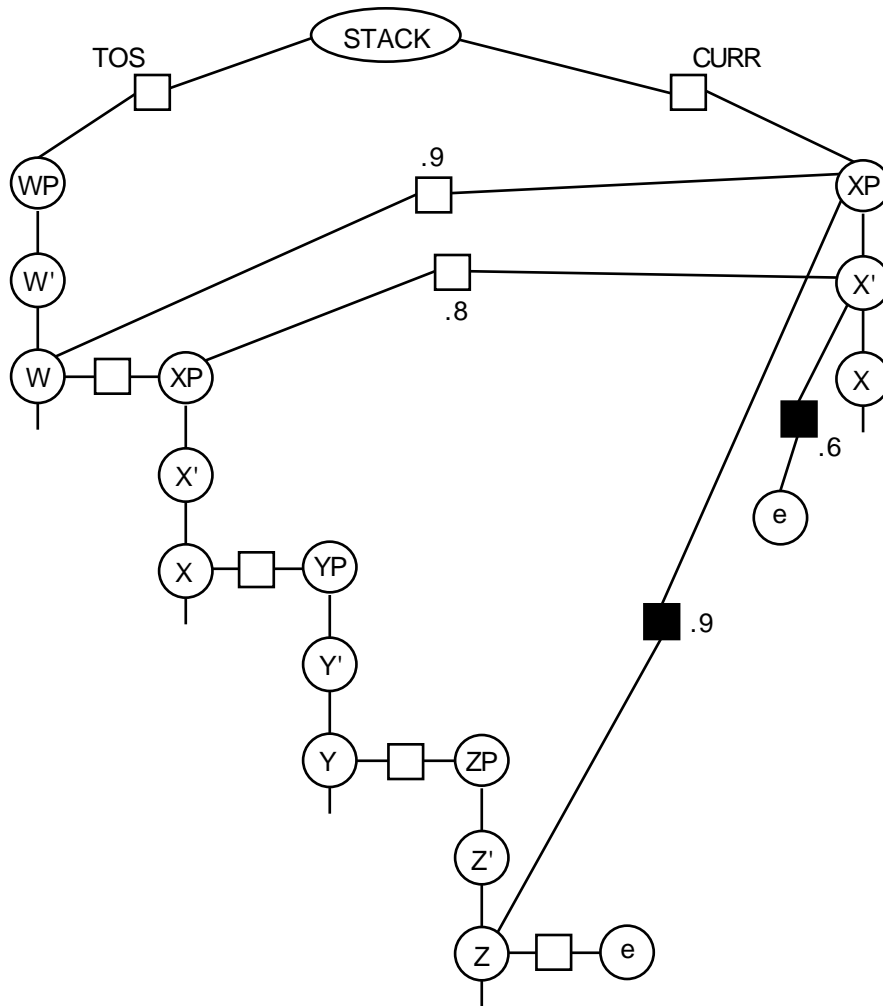 STACK
TOS
CURR
.9
WP
XP
W'
X'
.8
W
XP
X
.6
X'
e
X
YP
.9
Y'
Y
ZP
Z'
Z
e